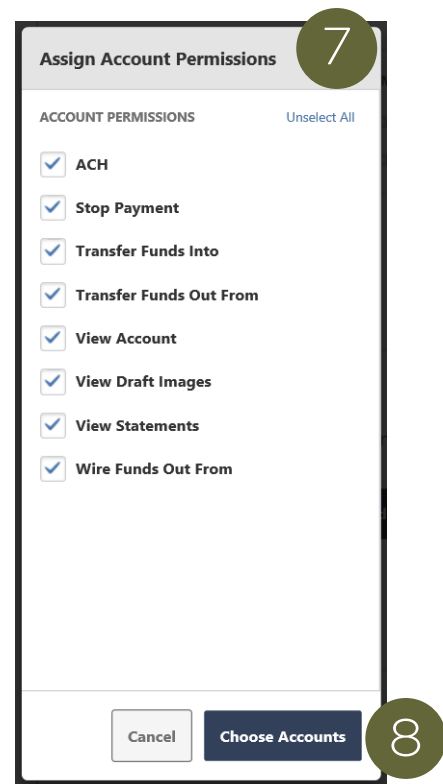 7
Assign Account Permissions
ACCOUNT PERMISSIONS Unselect All
ACH
Stop Payment
Transfer Funds Into
Transfer Funds Out From
View Account
View Draft Images
View Statements
Wire Funds Out From
Cancel Choose Accounts
8